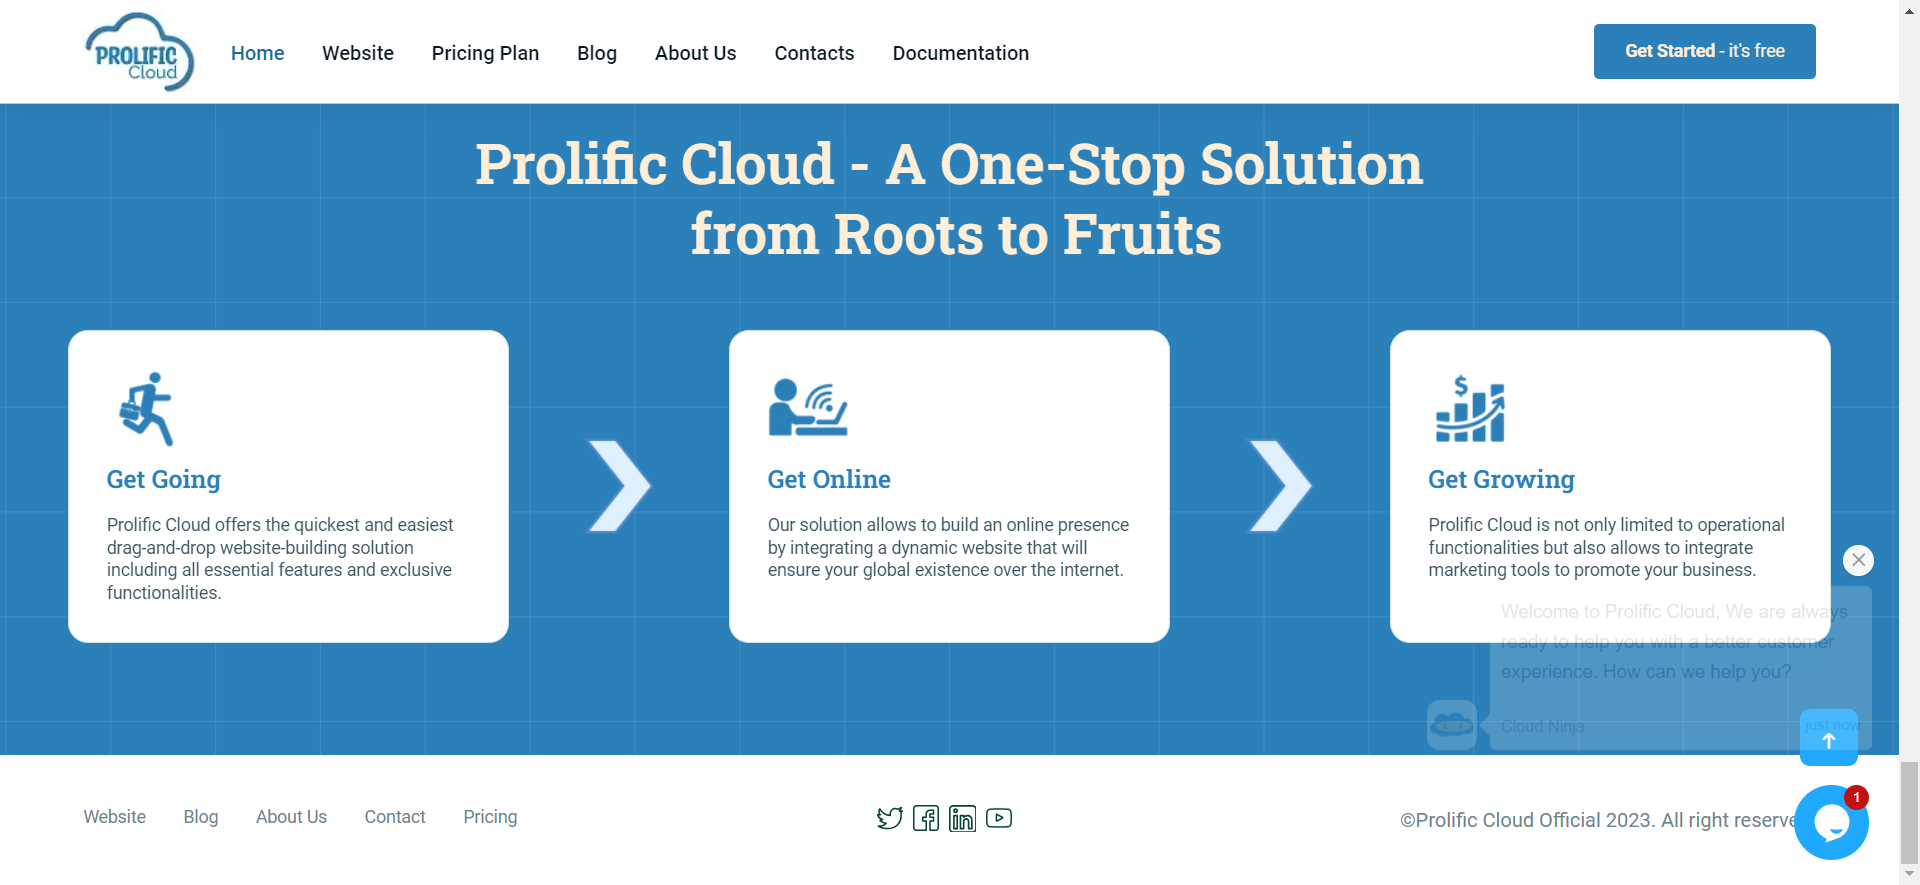 PROLIFIC
Cloud
Home Website Pricing Plan Blog About Us Contacts Documentation
Get Started - it's free
Prolific Cloud - A One-Stop Solution
from Roots to Fruits
Get Going
Prolific Cloud offers the quickest and easiest
drag-and-drop website-building solution
including all essential features and exclusive
functionalities.
Get Online
Our solution allows to build an online presence
by integrating a dynamic website that will
ensure your global existence over the internet.
Get Growing
Prolific Cloud is not only limited to operational
functionalities but also allows to integrate
marketing tools to promote your business.
Welcome to Prolific Cloud, We are always
ready to help you with a better customer
experience. How can we help you?
Cloud Ninja just now
1
Website Blog About Us Contact Pricing
©Prolific Cloud Official 2023. All right reserve